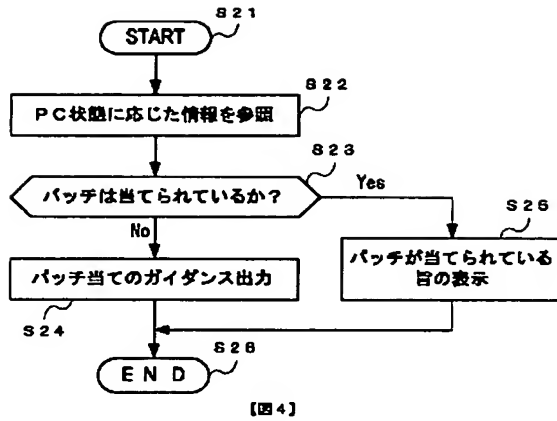 S21
START
S22
PC状態に応じた情報を参照
S23
パッチは当てられているか？
Yes
No
S25
パッチ当てのガイダンス出力
パッチが当てられている
旨の表示
S24
S26
END
【図4】